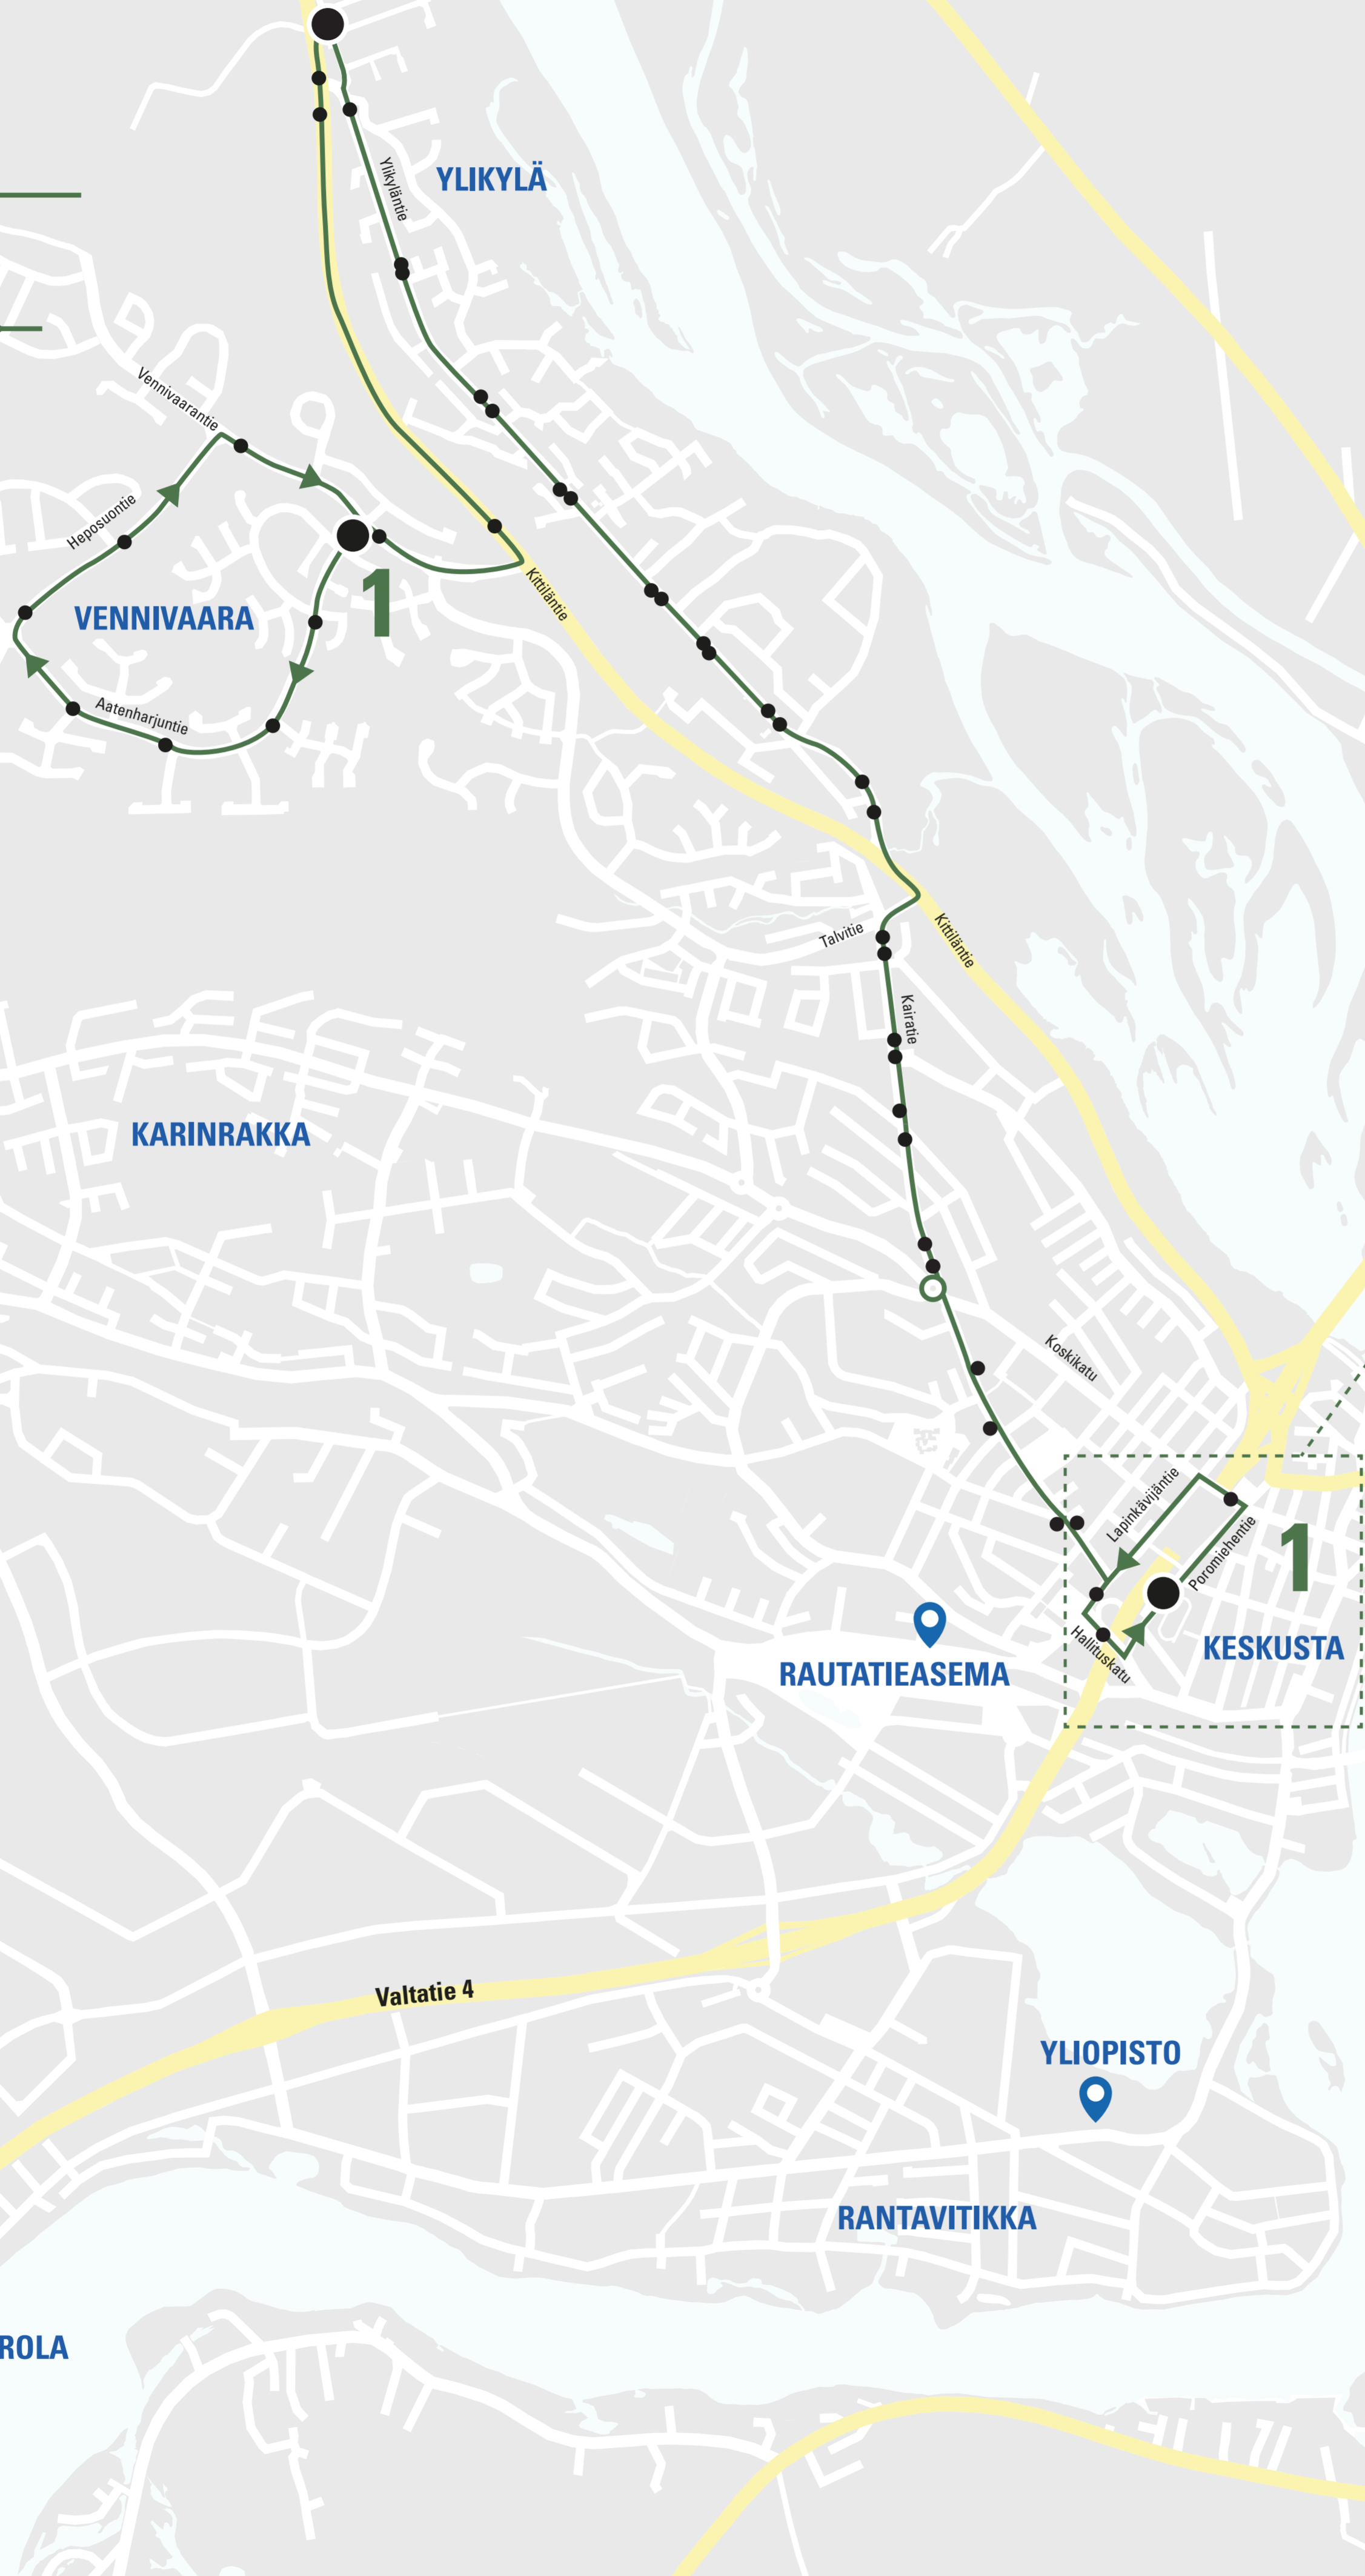 YLIKYLÄ
Ylikyläntie
Vennivaarantie
Heposuontie
VENNIVAARA
1
Kittiläntie
Aatenharjuntie
Talvitie
Kittiläntie
Kairatie
KARINRAKKA
Koskikatu
Lapinkävijäntie
Poromiehentie
1
KESKUSTA
Hallituskatu
RAUTATIEASEMA
Valtatie 4
YLIOPISTO
RANTAVITIKKA
ROLA